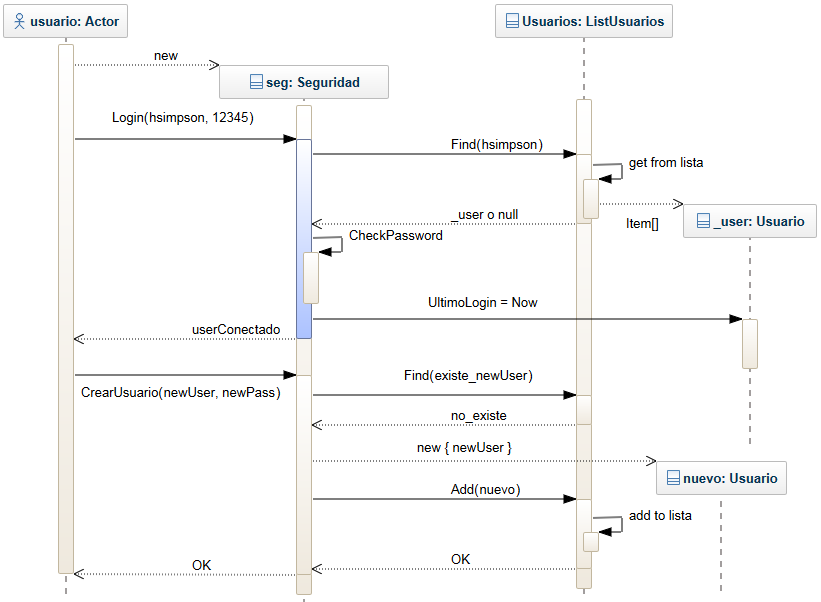 usuario: Actor
Usuarios: ListUsuarios
new
seg: Seguridad
Login(hsimpson, 12345)
Find(hsimpson)
get from lista
_user o null
Item[]
_user: Usuario
CheckPassword
UltimoLogin = Now
userConectado
Find(existe_newUser)
CrearUsuario(newUser, newPass)
no_existe
new { newUser }
nuevo: Usuario
Add(nuevo)
add to lista
OK
OK